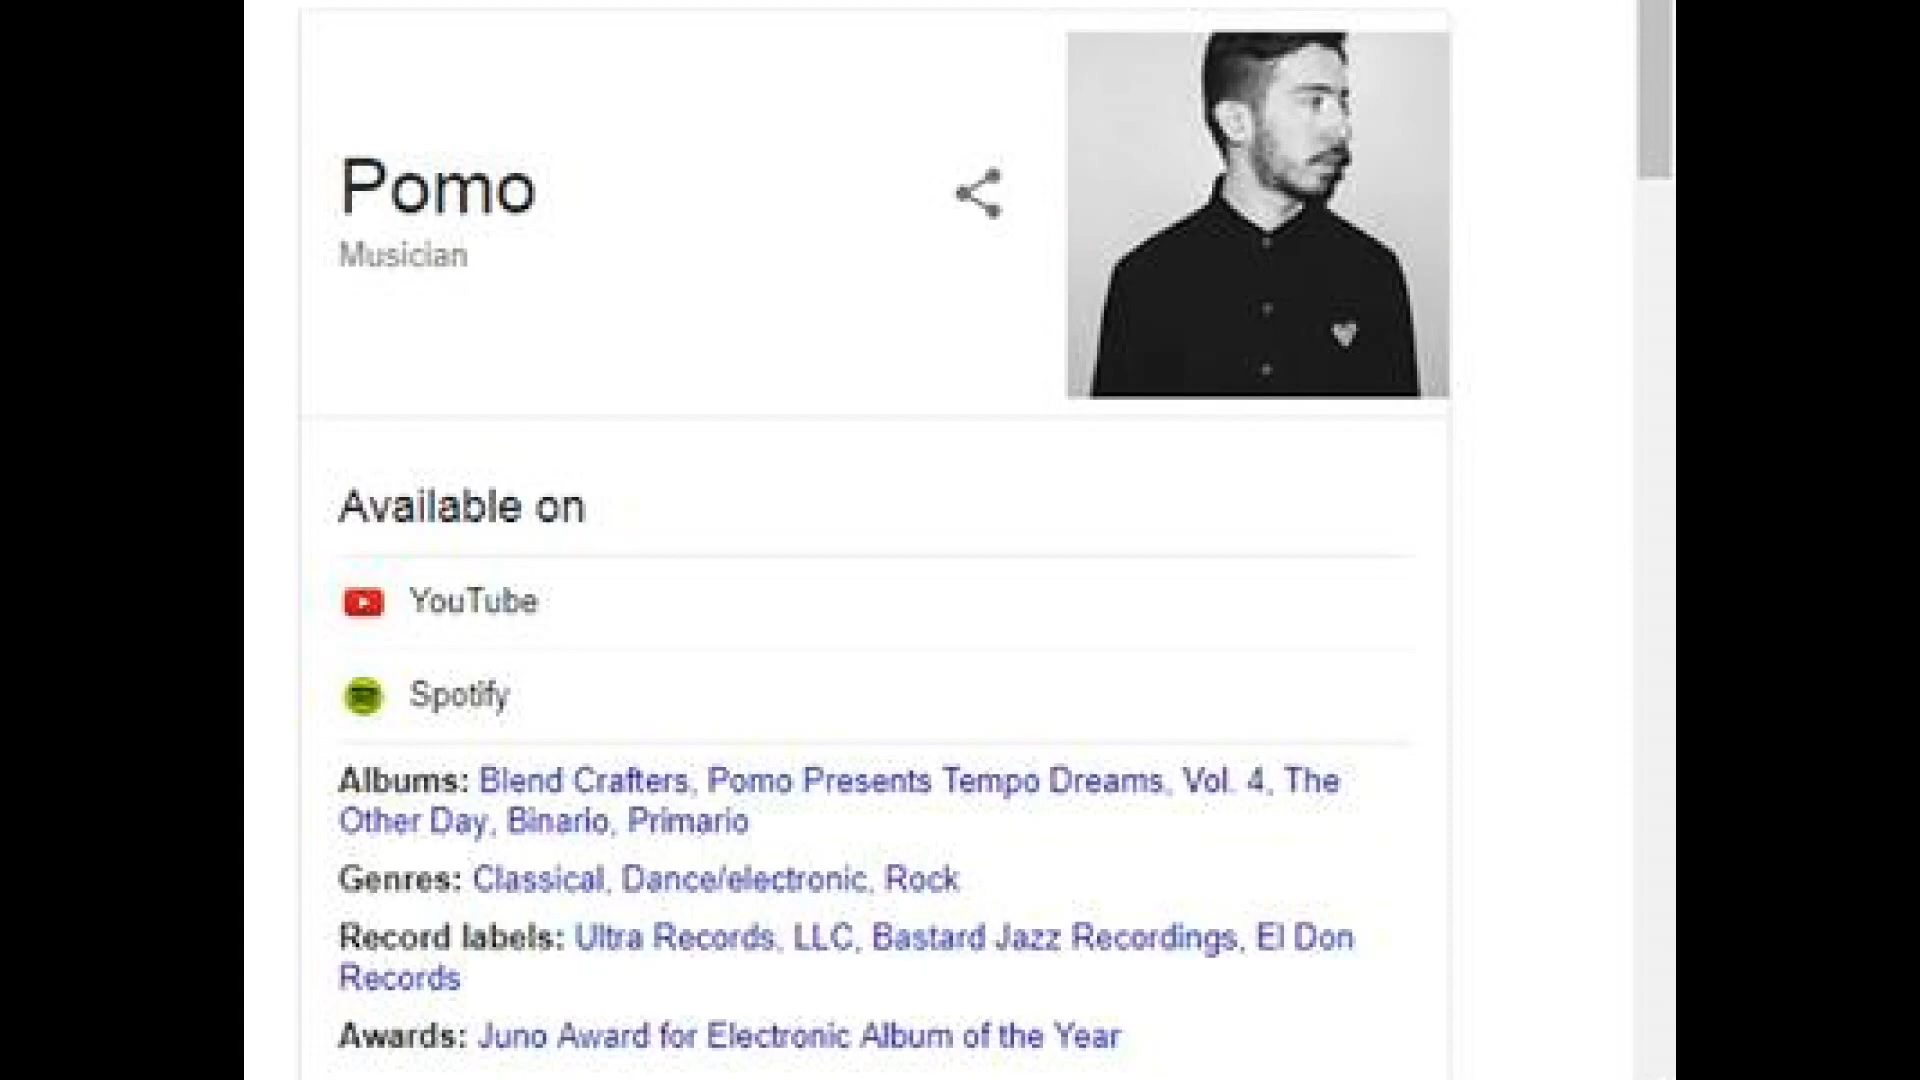 Pomo
Musician
Available on
YouTube
Spotify
Albums: Blend Crafters, Pomo Presents Tempo Dreams, Vol. 4, The
Other Day, Binario, Primario
Genres: Classical, Dance/electronic, Rock
Record labels: Ultra Records, LLC, Bastard Jazz Recordings, El Don
Records
Awards: Juno Award for Electronic Album of the Year